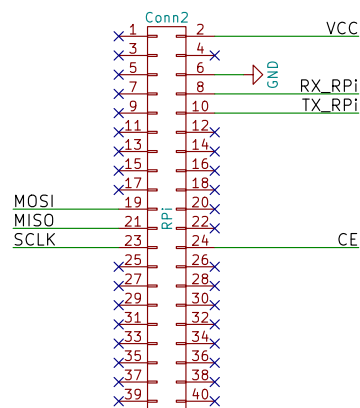 Conn2
1 2 VCC
3 4
5 6 GND
7 8 RX_RPi
9 10 TX_RPi
11 12
13 14
15 16
17 18
MOSI 19 20
MISO 21 22
SCLK 23 24 CE
25 26
27 28
29 30
31 32
33 34
35 36
37 38
39 40
RPi